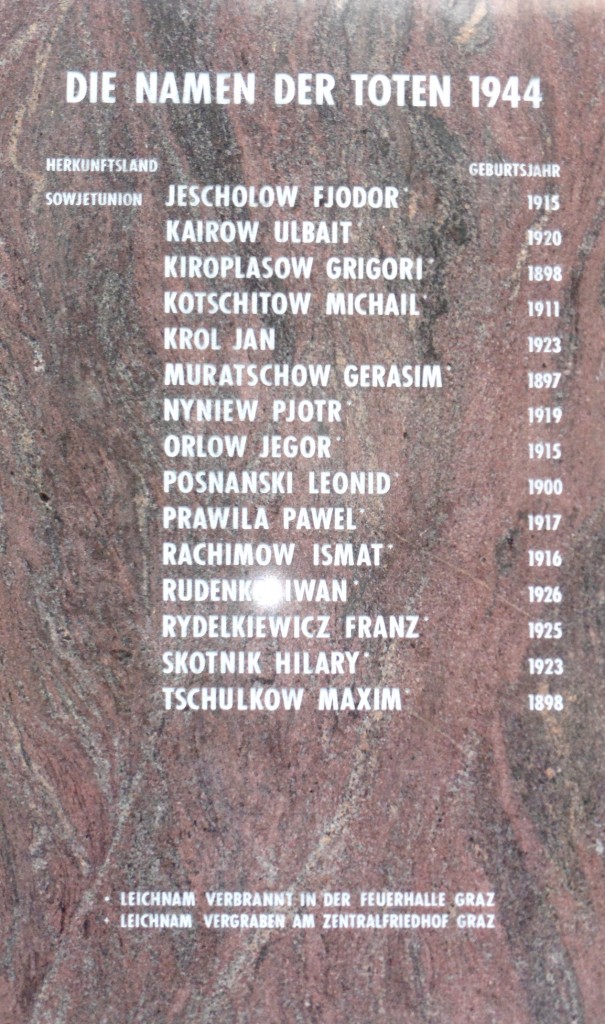 DIE NAMEN DER TOTEN 1944
HERKUNFTSLAND GEBURTSJAHR
SOWJETUNION JESCHOLOW FJODOR* 1915
KAIROW ULBAIT* 1920
KIROPLASOW GRIGORI* 1898
KOTSCHITOW MICHAIL* 1911
KROL JAN 1923
MURATSCHOW GERASIM* 1897
NYNIEW PJOTR* 1919
ORLOW JEGOR* 1915
POSNANSKI LEONID* 1900
PRAWILA PAWEL* 1917
RACHIMOW ISMAT* 1916
IWAN* 1926
RYDELKIEWICZ FRANZ* 1925
SKOTNIK HILARY* 1923
TSCHULKOW MAXIM* 1898
* LEICHNAM VERBRANNT IN DER FEUERHALLE GRAZ
* LEICHNAM VERGRABEN AM ZENTRALFRIEDHOF GRAZ